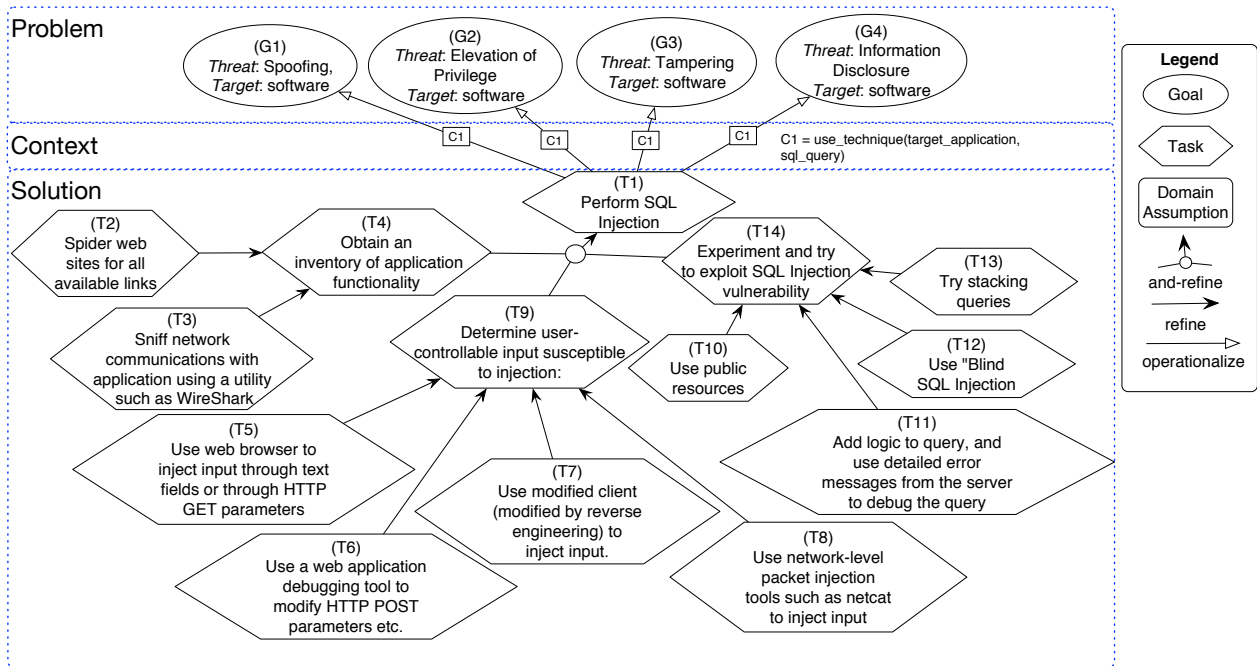 Problem
(G1)
Threat: Spoofing,
Target: software
(G2)
Threat: Elevation of
Privilege
Target: software
(G3)
Threat: Tampering
Target: software
(G4)
Threat: Information
Disclosure
Target: software
Context
C1
C1
C1
C1
C1 = use_technique(target_application,
sql_query)
Solution
(T1)
Perform SQL
Injection
(T2)
Spider web
sites for all
available links
(T4)
Obtain an
inventory of application
functionality
(T14)
Experiment and try
to exploit SQL Injection
vulnerability
(T13)
Try stacking
queries
(T3)
Sniff network
communications with
application using a utility
such as WireShark
(T9)
Determine user-
controllable input susceptible
to injection:
(T10)
Use public
resources
(T12)
Use "Blind
SQL Injection
(T5)
Use web browser to
inject input through text
fields or through HTTP
GET parameters
(T11)
Add logic to query, and
use detailed error
messages from the server
to debug the query
(T7)
Use modified client
(modified by reverse
engineering) to
inject input.
(T6)
Use a web application
debugging tool to
modify HTTP POST
parameters etc.
(T8)
Use network-level
packet injection
tools such as netcat
to inject input
Legend
Goal
Task
Domain
Assumption
and-refine
refine
operationalize